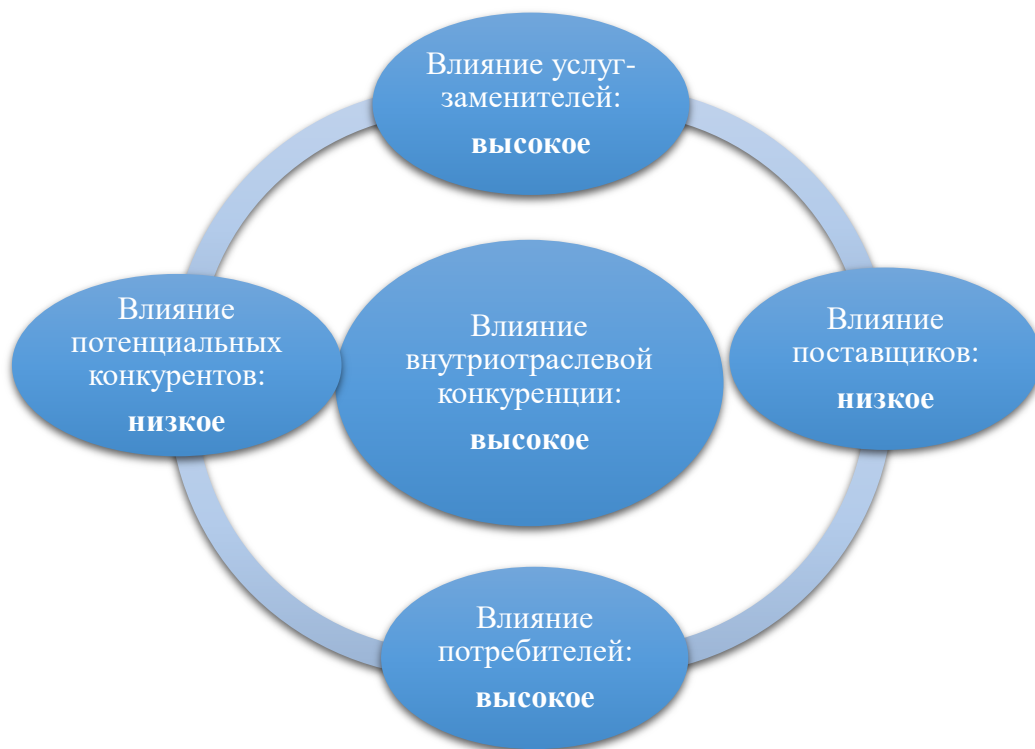 Влияние услуг-
заменителей:
высокое
Влияние
потенциальных
конкурентов:
низкое
Влияние
внутриотраслевой
конкуренции:
высокое
Влияние
поставщиков:
низкое
Влияние
потребителей:
высокое